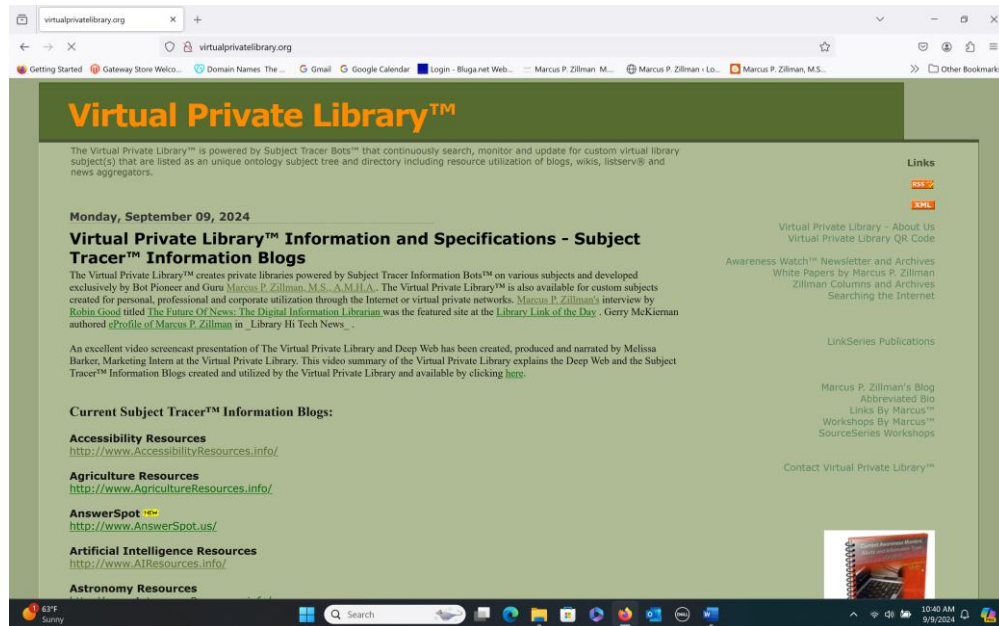 virtualprivatelibrary.org
virtualprivatelibrary.org
Getting Started Gateway Store Welco... Domain Names The ... Gmail Google Calendar Login - Bluga.net Web... Marcus P. Zillman M... Marcus P. Zillman ‹ Lo... Marcus P. Zillman, M.S... Other Bookmarks
Virtual Private Library™
The Virtual Private Library™ is powered by Subject Tracer Bots™ that continuously search, monitor and update for custom virtual library
subject(s) that are listed as an unique ontology subject tree and directory including resource utilization of blogs, wikis, listserv® and
news aggregators.
Links
RSS
XML
Virtual Private Library - About Us
Virtual Private Library QR Code
Awareness Watch™ Newsletter and Archives
White Papers by Marcus P. Zillman
Zillman Columns and Archives
Searching the Internet
LinkSeries Publications
Marcus P. Zillman's Blog
Abbreviated Bio
Links By Marcus™
Workshops By Marcus™
SourceSeries Workshops
Contact Virtual Private Library™
Monday, September 09, 2024
Virtual Private Library™ Information and Specifications - Subject
Tracer™ Information Blogs
The Virtual Private Library™ creates private libraries powered by Subject Tracer Information Bots™ on various subjects and developed
exclusively by Bot Pioneer and Guru Marcus P. Zillman, M.S., A.M.H.A.. The Virtual Private Library™ is also available for custom subjects
created for personal, professional and corporate utilization through the Internet or virtual private networks. Marcus P. Zillman's interview by
Robin Good titled The Future Of News: The Digital Information Librarian was the featured site at the Library Link of the Day . Gerry McKiernan
authored eProfile of Marcus P. Zillman in _Library Hi Tech News_ .
An excellent video screencast presentation of The Virtual Private Library and Deep Web has been created, produced and narrated by Melissa
Barker, Marketing Intern at the Virtual Private Library. This video summary of the Virtual Private Library explains the Deep Web and the Subject
Tracer™ Information Blogs created and utilized by the Virtual Private Library and available by clicking here.
Current Subject Tracer™ Information Blogs:
Accessibility Resources
http://www.AccessibilityResources.info/
Agriculture Resources
http://www.AgricultureResources.info/
AnswerSpot NEW
http://www.AnswerSpot.us/
Artificial Intelligence Resources
http://www.AIResources.info/
Astronomy Resources
1
63°F
Sunny
Search
10:40 AM
9/9/2024